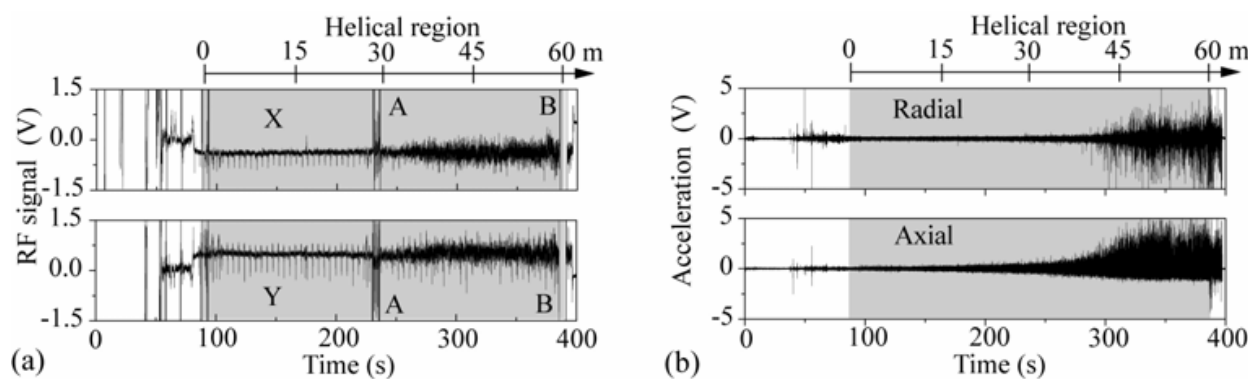 Helical region
0 15 30 45 60 m
1.5
X A B
0.0
-1.5
1.5
0.0
Y A B
-1.5
RF signal (V)
0 100 200 300 400
Time (s)
(a)
Helical region
0 15 30 45 60 m
5
Radial
0
-5
5
Axial
0
-5
Acceleration (V)
0 100 200 300 400
Time (s)
(b)